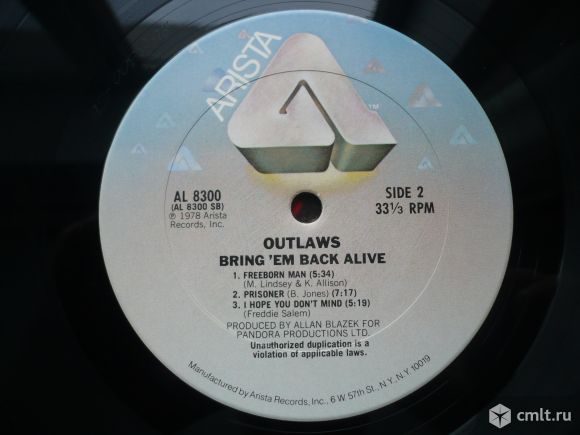 ARISTA
TM
AL 8300
(AL 8300 SB)
℗ 1978 Arista
Records, Inc.
SIDE 2
33⅓ RPM
OUTLAWS
BRING 'EM BACK ALIVE
1. FREEBORN MAN (5:34)
(M. Lindsey & K. Allison)
2. PRISONER (B. Jones) (7:17)
3. I HOPE YOU DON'T MIND (5:19)
(Freddie Salem)
PRODUCED BY ALLAN BLAZEK FOR
PANDORA PRODUCTIONS LTD.
Unauthorized duplication is a
violation of applicable laws.
Manufactured by Arista Records, Inc., 6 W 57th St., N.Y., N.Y. 10019
cmlt.ru